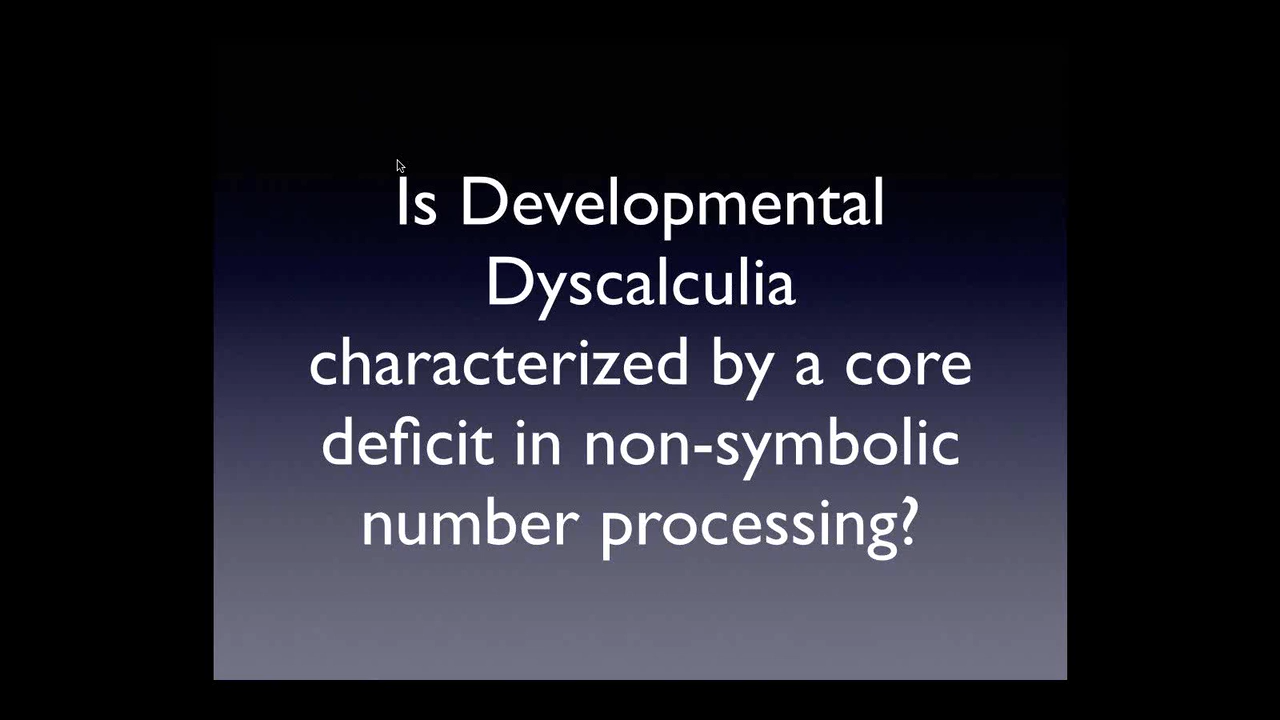 Is Developmental
Dyscalculia
characterized by a core
deficit in non-symbolic
number processing?